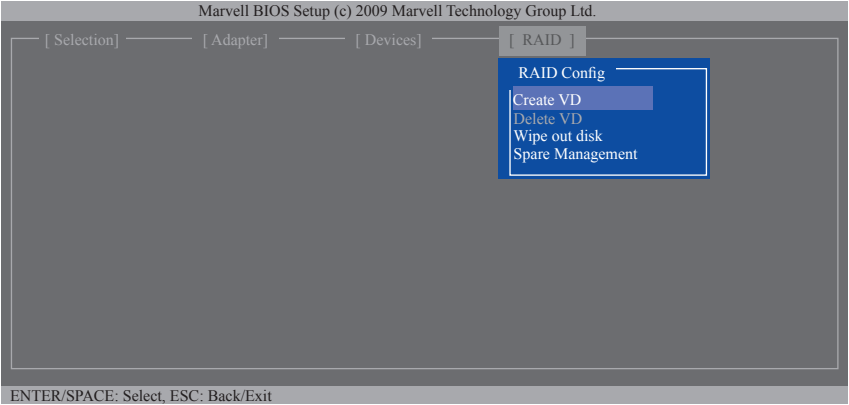 Marvell BIOS Setup (c) 2009 Marvell Technology Group Ltd.
[ Selection] [ Adapter] [ Devices] [ RAID ]
RAID Config
Create VD
Delete VD
Wipe out disk
Spare Management
ENTER/SPACE: Select, ESC: Back/Exit